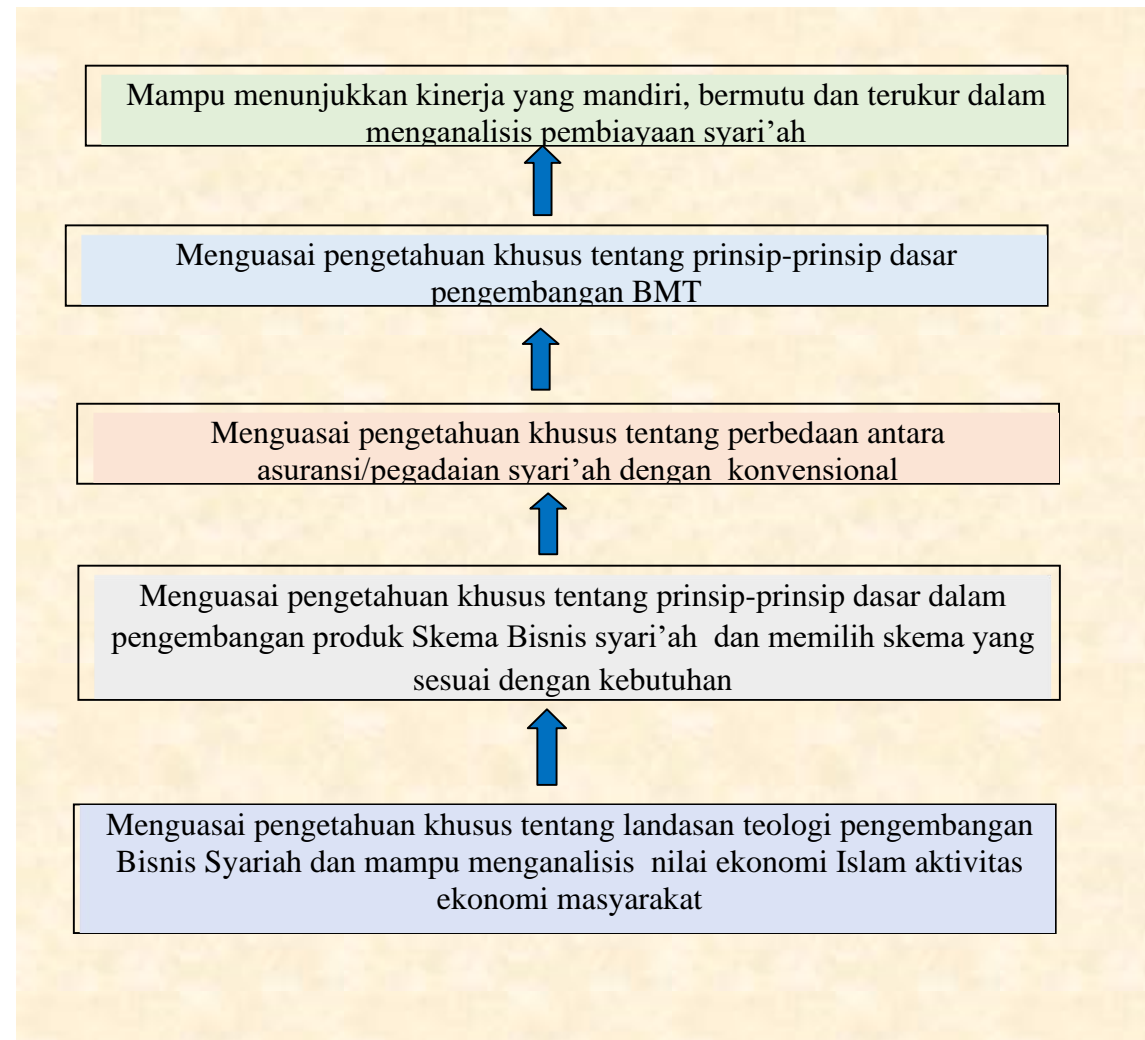 Mampu menunjukkan kinerja yang mandiri, bermutu dan terukur dalam
menganalisis pembiayaan syari’ah
Menguasai pengetahuan khusus tentang prinsip-prinsip dasar
pengembangan BMT
Menguasai pengetahuan khusus tentang perbedaan antara
asuransi/pegadaian syari’ah dengan  konvensional
Menguasai pengetahuan khusus tentang prinsip-prinsip dasar dalam
pengembangan produk Skema Bisnis syari’ah  dan memilih skema yang
sesuai dengan kebutuhan
Menguasai pengetahuan khusus tentang landasan teologi pengembangan
Bisnis Syariah dan mampu menganalisis  nilai ekonomi Islam aktivitas
ekonomi masyarakat